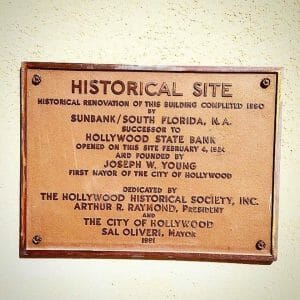 HISTORICAL SITE
HISTORICAL RENOVATION OF THIS BUILDING COMPLETED 1990
BY
SUNBANK/SOUTH FLORIDA, N.A.
SUCCESSOR TO
HOLLYWOOD STATE BANK
OPENED ON THIS SITE FEBRUARY 4, 1924
AND FOUNDED BY
JOSEPH W. YOUNG
FIRST MAYOR OF THE CITY OF HOLLYWOOD
DEDICATED BY
THE HOLLYWOOD HISTORICAL SOCIETY, INC.
ARTHUR R. RAYMOND, PRESIDENT
AND
THE CITY OF HOLLYWOOD
SAL OLIVERI, MAYOR
1991